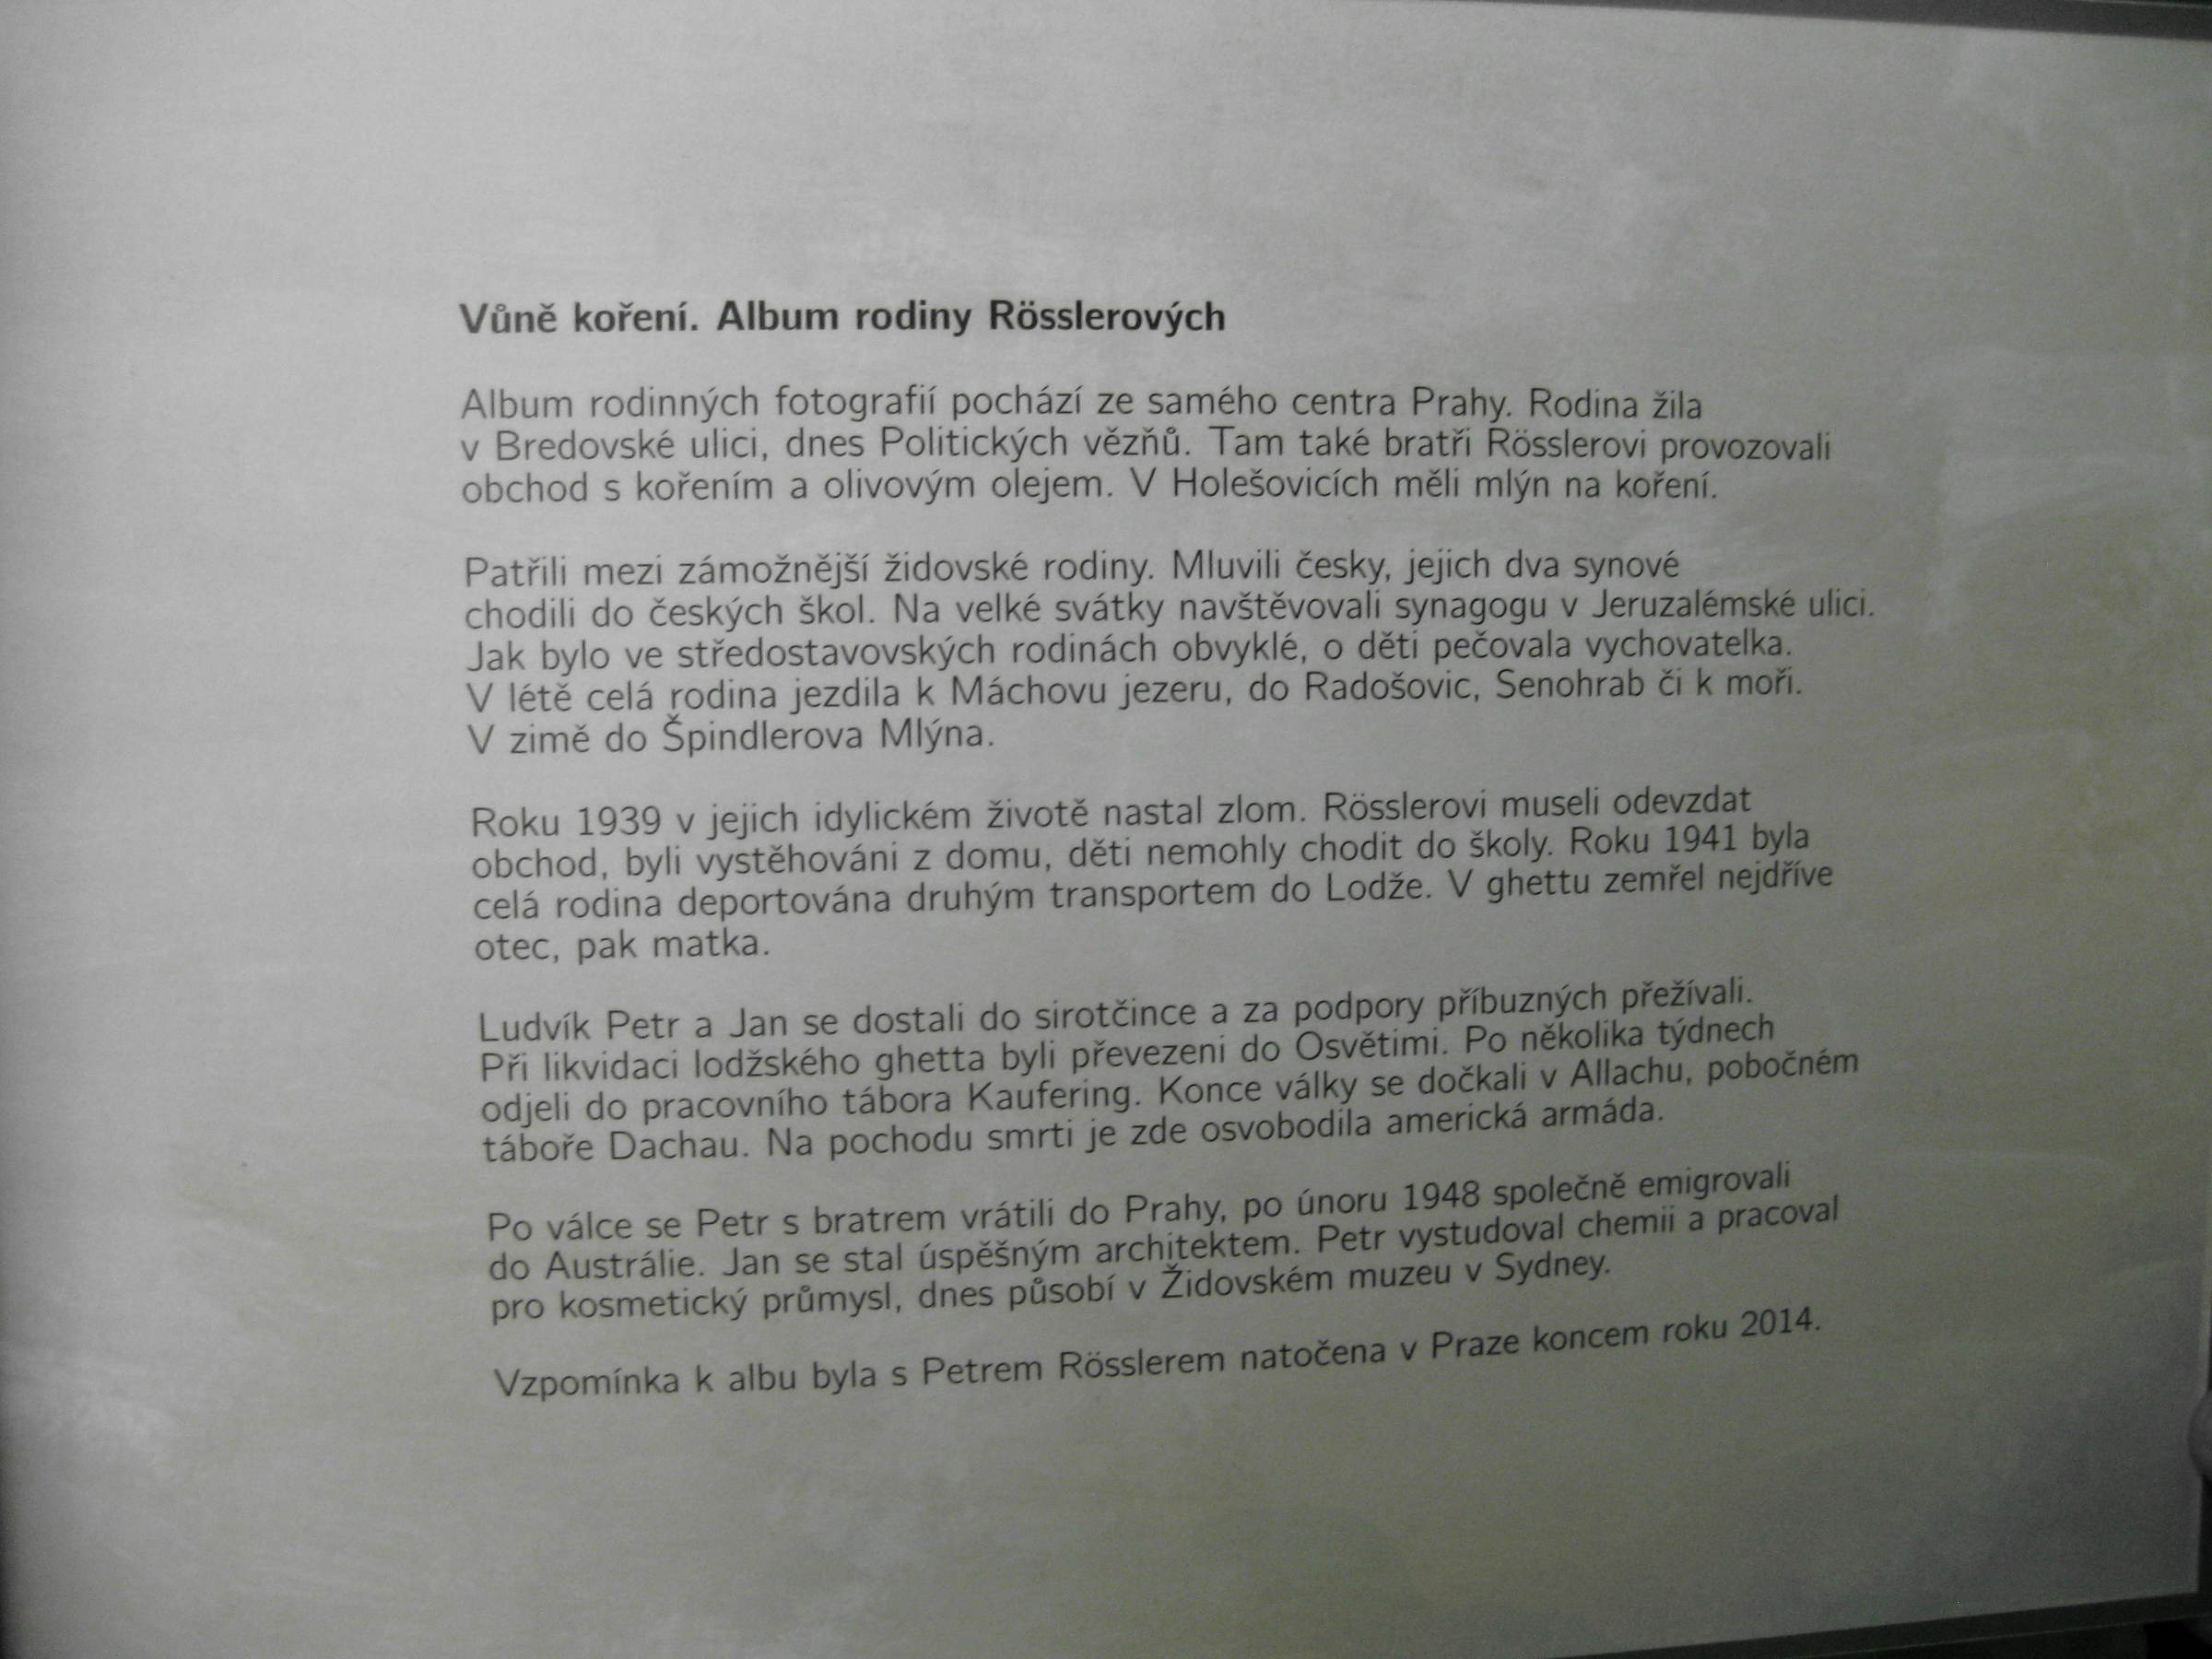 Vůně koření. Album rodiny Rösslerových
Album rodinných fotografií pochází ze samého centra Prahy. Rodina žila
v Bredovské ulici, dnes Politických vězňů. Tam také bratři Rösslerovi provozovali
obchod s kořením a olivovým olejem. V Holešovicích měli mlýn na koření.
Patřili mezi zámožnější židovské rodiny. Mluvili česky, jejich dva synové
chodili do českých škol. Na velké svátky navštěvovali synagogu v Jeruzalémské ulici.
Jak bylo ve středostavovských rodinách obvyklé, o děti pečovala vychovatelka.
V létě celá rodina jezdila k Máchovu jezeru, do Radošovic, Senohrab či k moři.
V zimě do Špindlerova Mlýna.
Roku 1939 v jejich idylickém životě nastal zlom. Rösslerovi museli odevzdat
obchod, byli vystěhováni z domu, děti nemohly chodit do školy. Roku 1941 byla
celá rodina deportována druhým transportem do Lodže. V ghettu zemřel nejdříve
otec, pak matka.
Ludvík Petr a Jan se dostali do sirotčince a za podpory příbuzných přežívali.
Při likvidaci lodžského ghetta byli převezeni do Osvětimi. Po několika týdnech
odjeli do pracovního tábora Kaufering. Konce války se dočkali v Allachu, pobočném
táboře Dachau. Na pochodu smrti je zde osvobodila americká armáda.
Po válce se Petr s bratrem vrátili do Prahy, po únoru 1948 společně emigrovali
do Austrálie. Jan se stal úspěšným architektem. Petr vystudoval chemii a pracoval
pro kosmetický průmysl, dnes působí v Židovském muzeu v Sydney.
Vzpomínka k albu byla s Petrem Rösslerem natočena v Praze koncem roku 2014.